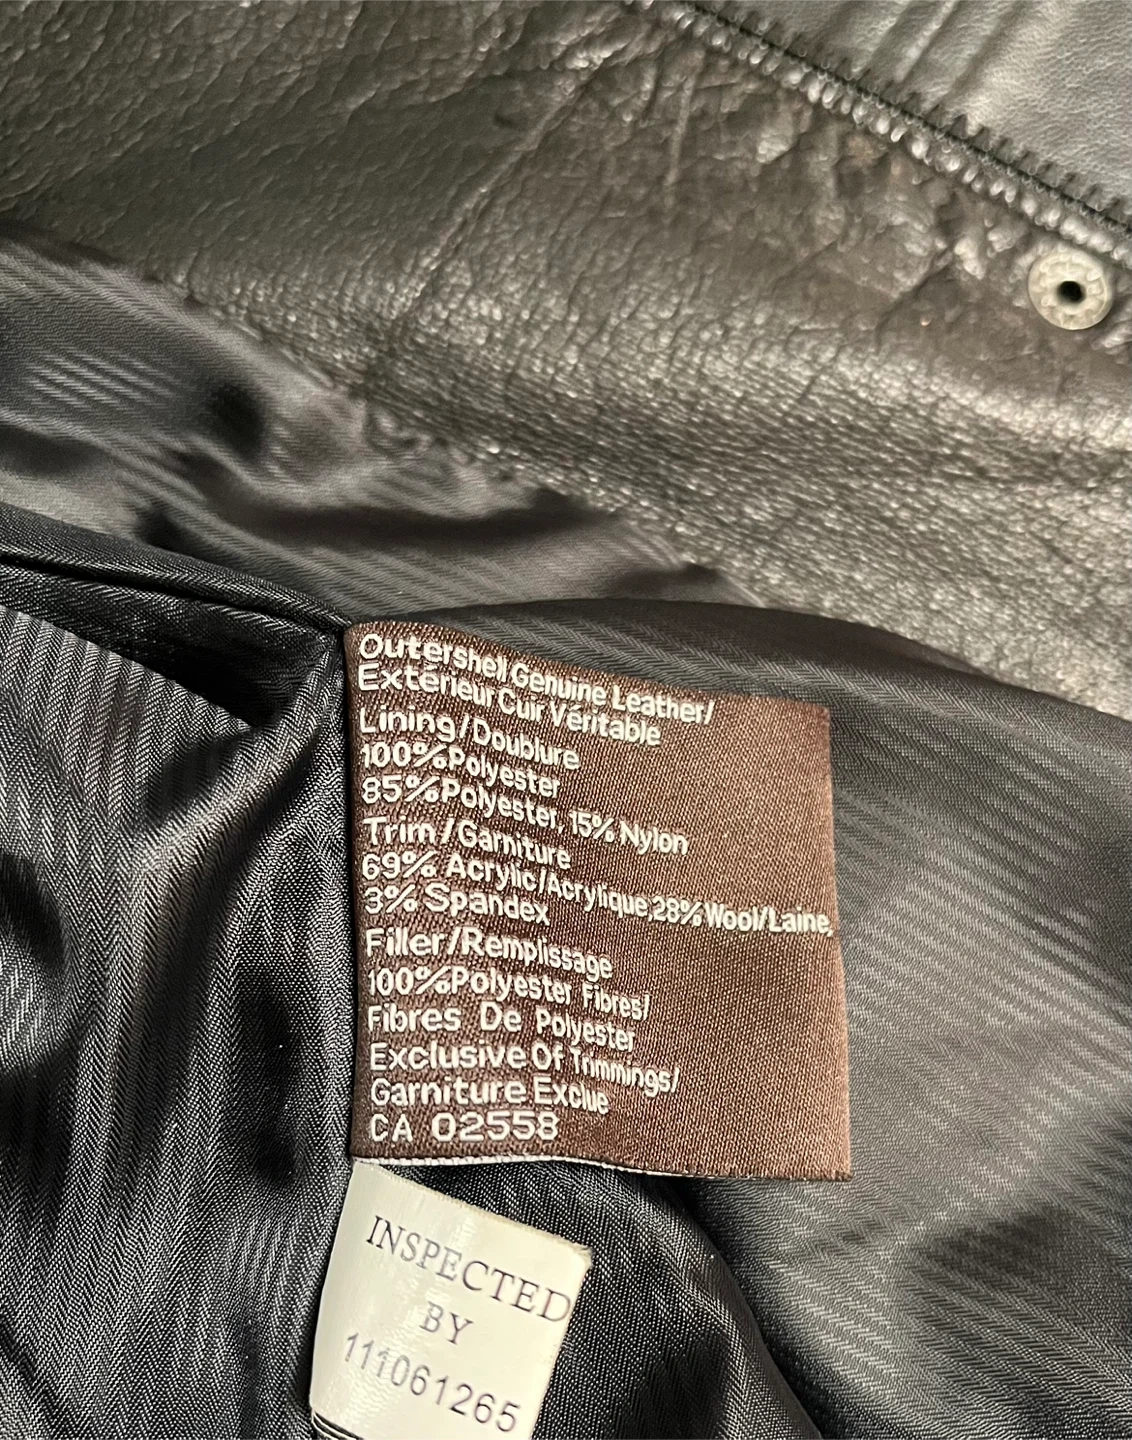 Outershell Genuine Leather/
Extérieur Cuir Véritable
Lining/Doublure
100%Polyester
85%Polyester, 15% Nylon
Trim/Garniture
69% Acrylic/Acrylique,28%Wool/Laine,
3% Spandex
Filler/Remplissage
100%Polyester Fibres/
Fibres De Polyester
Exclusive Of Trimmings/
Garniture Exclue
CA 02558
INSPECTED
BY
111061265